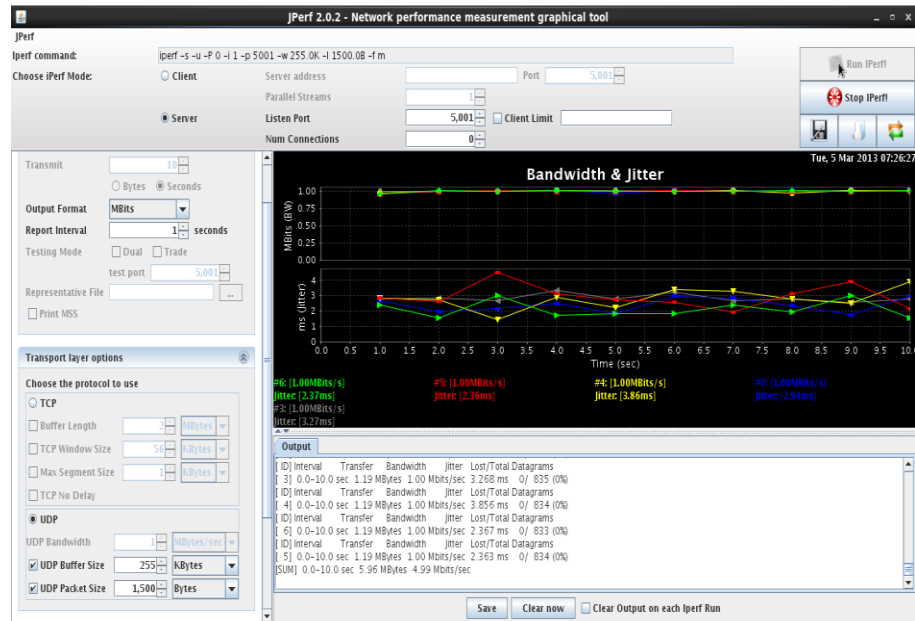 JPerf 2.0.2 - Network performance measurement graphical tool
JPerf
Iperf command: iperf -s -u -P 0 -i 1 -p 5001 -w 255.0K -l 1500.0B -f m
Choose iPerf Mode: Client Server address Port 5,001
Parallel Streams 1
Server Listen Port 5,001 Client Limit
Num Connections 0
Run IPerf!
Stop IPerf!
Transmit 10
Bytes Seconds
Output Format MBits
Report Interval 1 seconds
Testing Mode Dual Trade
test port 5,001
Representative File ...
Print MSS
Transport layer options
Choose the protocol to use
TCP
Buffer Length 2 MBytes
TCP Window Size 56 KBytes
Max Segment Size 1 KBytes
TCP No Delay
UDP
UDP Bandwidth 1 MBytes/sec
UDP Buffer Size 255 KBytes
UDP Packet Size 1,500 Bytes
Tue, 5 Mar 2013 07:26:27
Bandwidth & Jitter
MBits (BW)
1.00
0.75
0.50
0.25
0.00
ms (Jitter)
4
3
2
1
0
0.0 0.5 1.0 1.5 2.0 2.5 3.0 3.5 4.0 4.5 5.0 5.5 6.0 6.5 7.0 7.5 8.0 8.5 9.0 9.5 10.
Time (sec)
#6: [1.00MBits/s] #5: [1.00MBits/s] #4: [1.00MBits/s] [1.00MBits/s]
Jitter: [2.37ms] Jitter: [2.36ms] Jitter: [3.86ms] Jitter: [2.94ms]
#3: [1.00MBits/s]
Jitter: [3.27ms]
Output
[ ID] Interval Transfer Bandwidth Jitter Lost/Total Datagrams
[ 3] 0.0-10.0 sec 1.19 MBytes 1.00 Mbits/sec 3.268 ms 0/ 835 (0%)
[ ID] Interval Transfer Bandwidth Jitter Lost/Total Datagrams
[ 4] 0.0-10.0 sec 1.19 MBytes 1.00 Mbits/sec 3.856 ms 0/ 834 (0%)
[ ID] Interval Transfer Bandwidth Jitter Lost/Total Datagrams
[ 6] 0.0-10.0 sec 1.19 MBytes 1.00 Mbits/sec 2.367 ms 0/ 833 (0%)
[ ID] Interval Transfer Bandwidth Jitter Lost/Total Datagrams
[ 5] 0.0-10.0 sec 1.19 MBytes 1.00 Mbits/sec 2.363 ms 0/ 834 (0%)
[SUM] 0.0-10.0 sec 5.96 MBytes 4.99 Mbits/sec
Save Clear now Clear Output on each Iperf Run